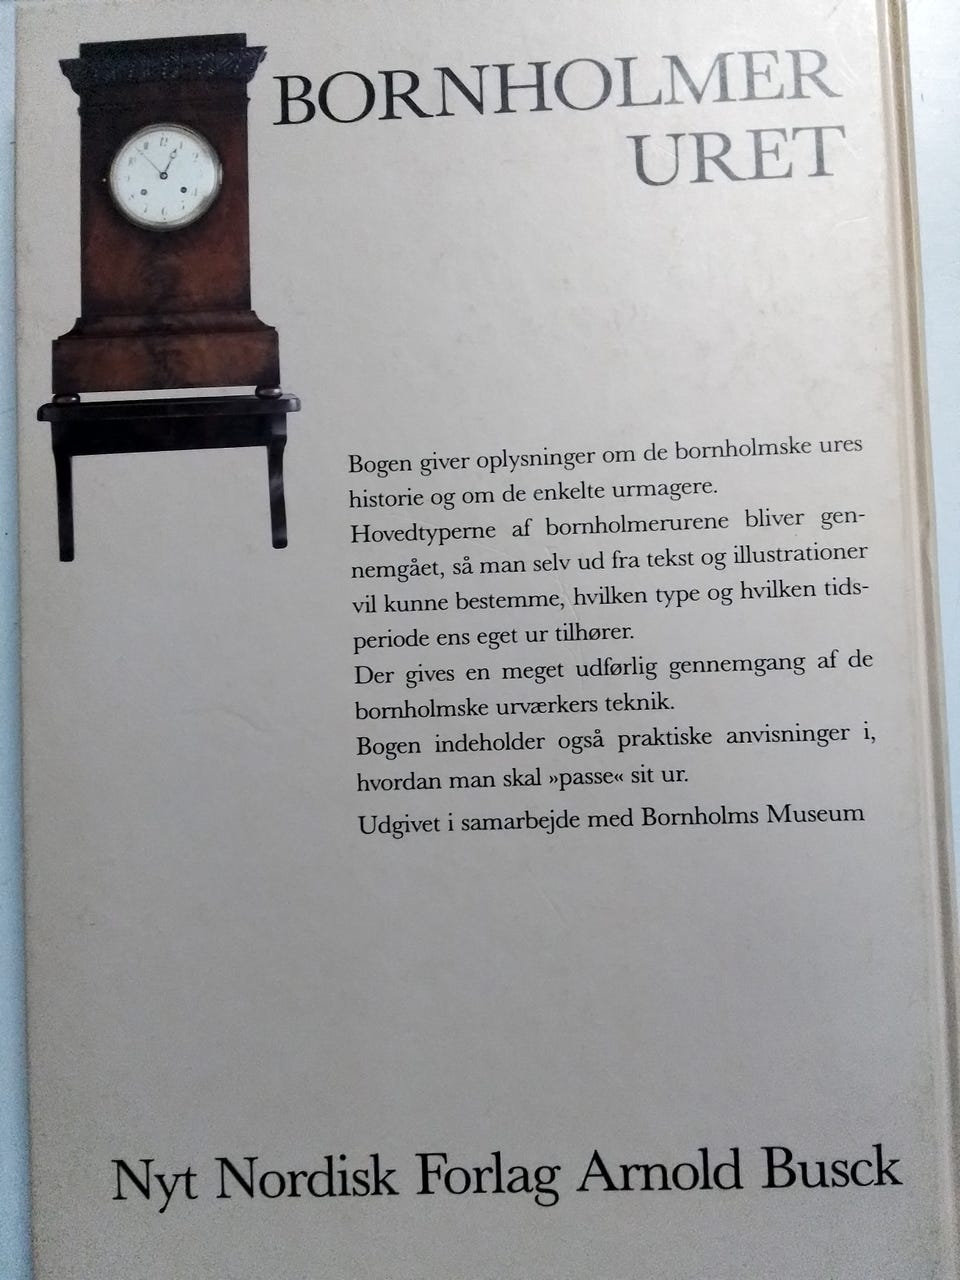 BORNHOLMER
URET
Bogen giver oplysninger om de bornholmske ures
historie og om de enkelte urmagere.
Hovedtyperne af bornholmerurene bliver gen-
nemgået, så man selv ud fra tekst og illustrationer
vil kunne bestemme, hvilken type og hvilken tids-
periode ens eget ur tilhører.
Der gives en meget udførlig gennemgang af de
bornholmske urværkers teknik.
Bogen indeholder også praktiske anvisninger i,
hvordan man skal »passe« sit ur.
Udgivet i samarbejde med Bornholms Museum
Nyt Nordisk Forlag Arnold Busck